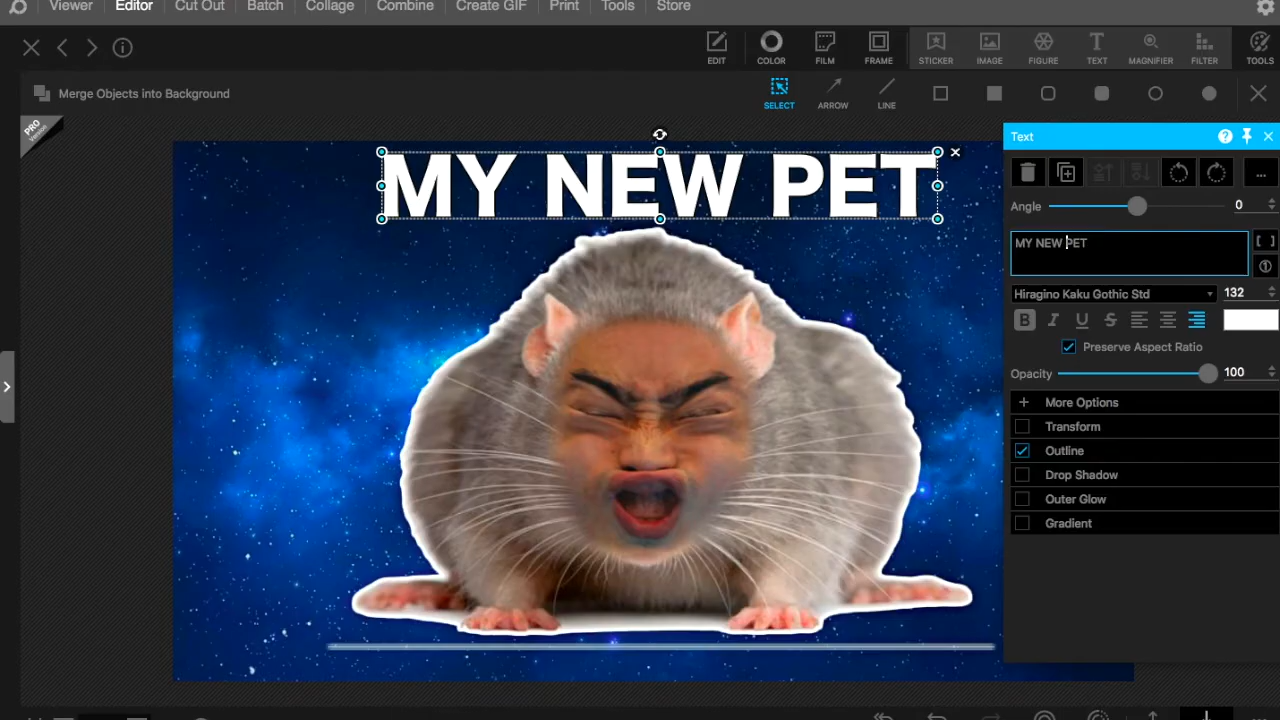 Viewer Editor Cut Out Batch Collage Combine Create GIF Print Tools Store
EDIT COLOR FILM FRAME STICKER IMAGE FIGURE TEXT MAGNIFIER FILTER TOOLS
Merge Objects into Background
SELECT ARROW LINE
PRO
Version
MY NEW PET
Text
Angle 0
MY NEW PET
Hiragino Kaku Gothic Std 132
B I U S
Preserve Aspect Ratio
Opacity 100
More Options
Transform
Outline
Drop Shadow
Outer Glow
Gradient